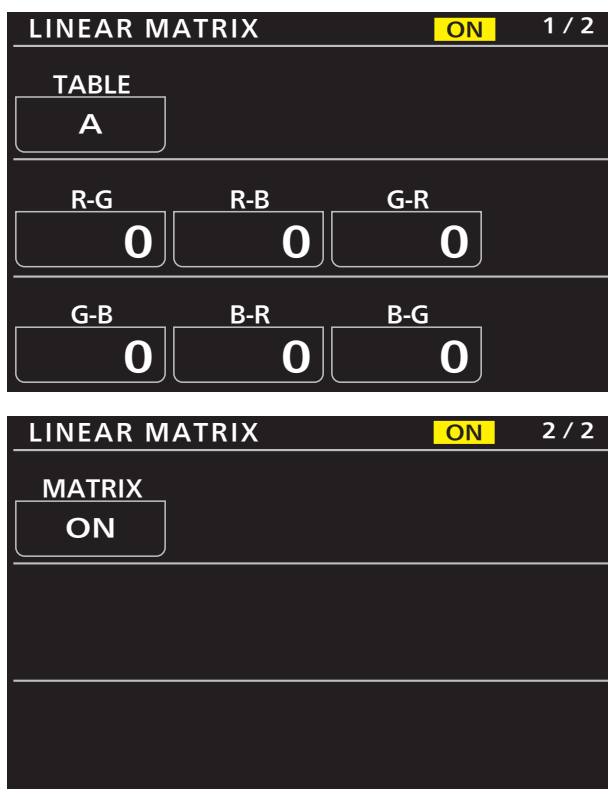 LINEAR MATRIX ON 1 / 2
TABLE
A
R-G R-B G-R
0 0 0
G-B B-R B-G
0 0 0
LINEAR MATRIX ON 2 / 2
MATRIX
ON